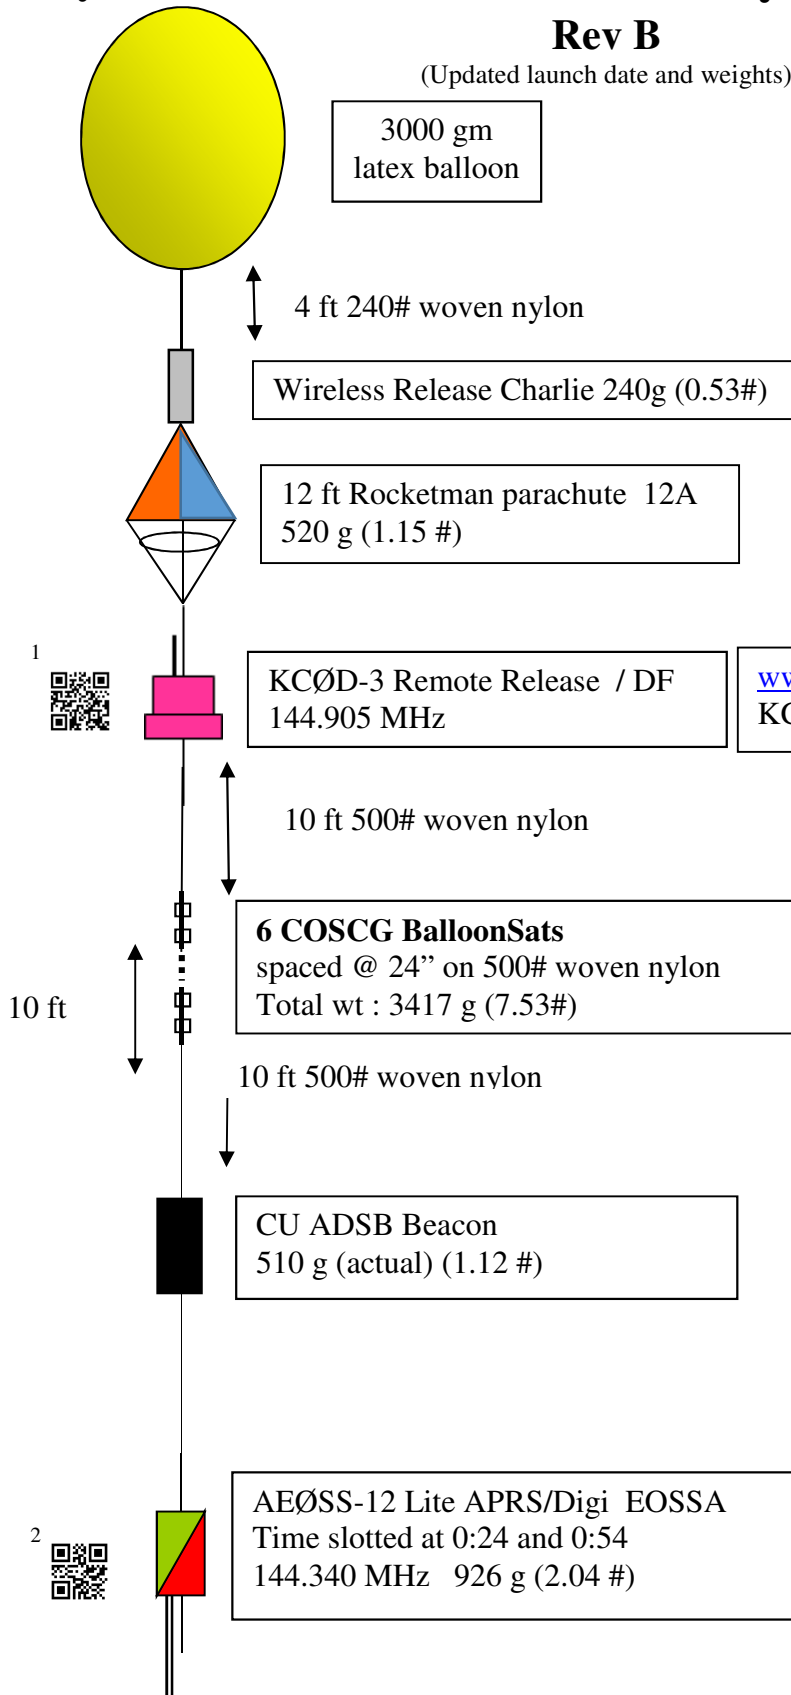 Rev B
(Updated launch date and weights)
3000 gm
latex balloon
4 ft 240# woven nylon
Wireless Release Charlie 240g (0.53#)
12 ft Rocketman parachute 12A
520 g (1.15 #)
1
KCØD-3 Remote Release / DF
144.905 MHz
10 ft 500# woven nylon
6 COSCG BalloonSats
spaced @ 24” on 500# woven nylon
Total wt : 3417 g (7.53#)
10 ft
10 ft 500# woven nylon
CU ADSB Beacon
510 g (actual) (1.12 #)
AEØSS-12 Lite APRS/Digi EOSSA
Time slotted at 0:24 and 0:54
144.340 MHz 926 g (2.04 #)
2